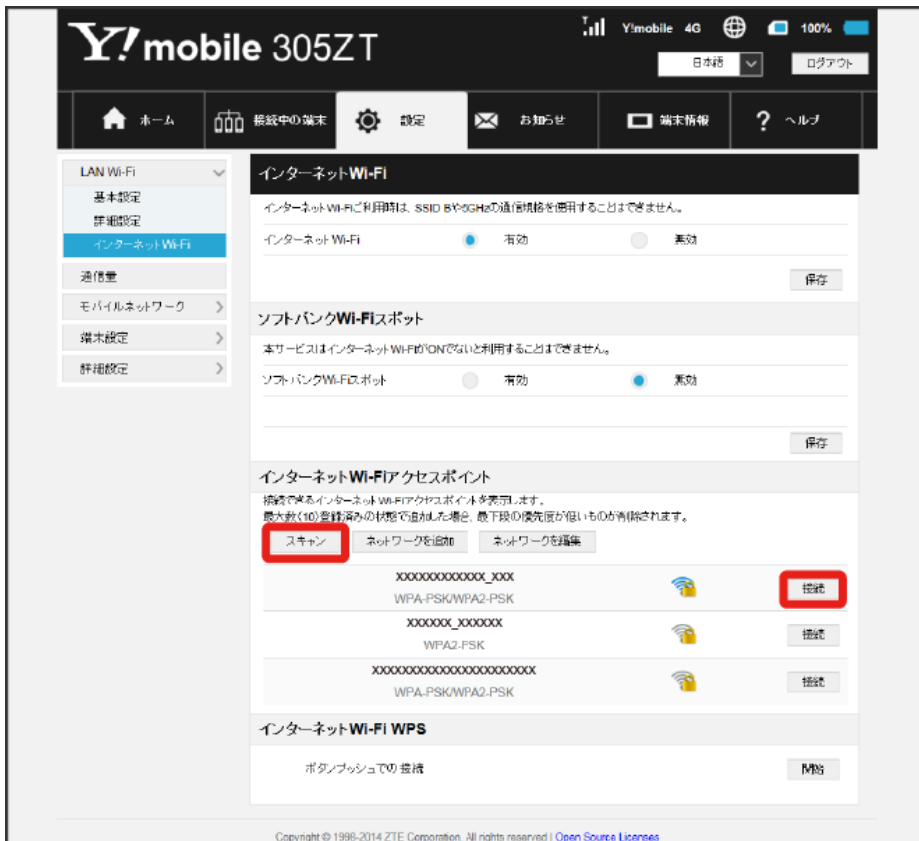 Y! mobile 305ZT
Y!mobile 4G 100%
日本語 ログアウト
ホーム 接続中の端末 設定 お知らせ 端末情報 ? ヘルプ
LAN Wi-Fi
基本設定
詳細設定
インターネットWi-Fi
通信量
モバイルネットワーク
端末設定
詳細設定
インターネットWi-Fi
インターネットWi-Fiご利用時は、SSID Bや5GHzの通信規格を使用することはできません。
インターネットWi-Fi 有効 無効
保存
ソフトバンクWi-Fiスポット
本サービスはインターネットWi-FiがONでないと利用することはできません。
ソフトバンクWi-Fiスポット 有効 無効
保存
インターネットWi-Fiアクセスポイント
接続できるインターネットWi-Fiアクセスポイントを表示します。
最大数(10)登録済みの状態で追加した場合、最下段の優先度が低いものが削除されます。
スキャン ネットワークを追加 ネットワークを編集
XXXXXXXXXXXX_XXX
WPA-PSK/WPA2-PSK
接続
XXXXXX_XXXXXX
WPA2-PSK
接続
XXXXXXXXXXXXXXXXXXXXXXX
WPA-PSK/WPA2-PSK
接続
インターネットWi-Fi WPS
ボタンプッシュでの接続 開始
Copyright © 1998-2014 ZTE Corporation. All rights reserved | Open Source Licenses